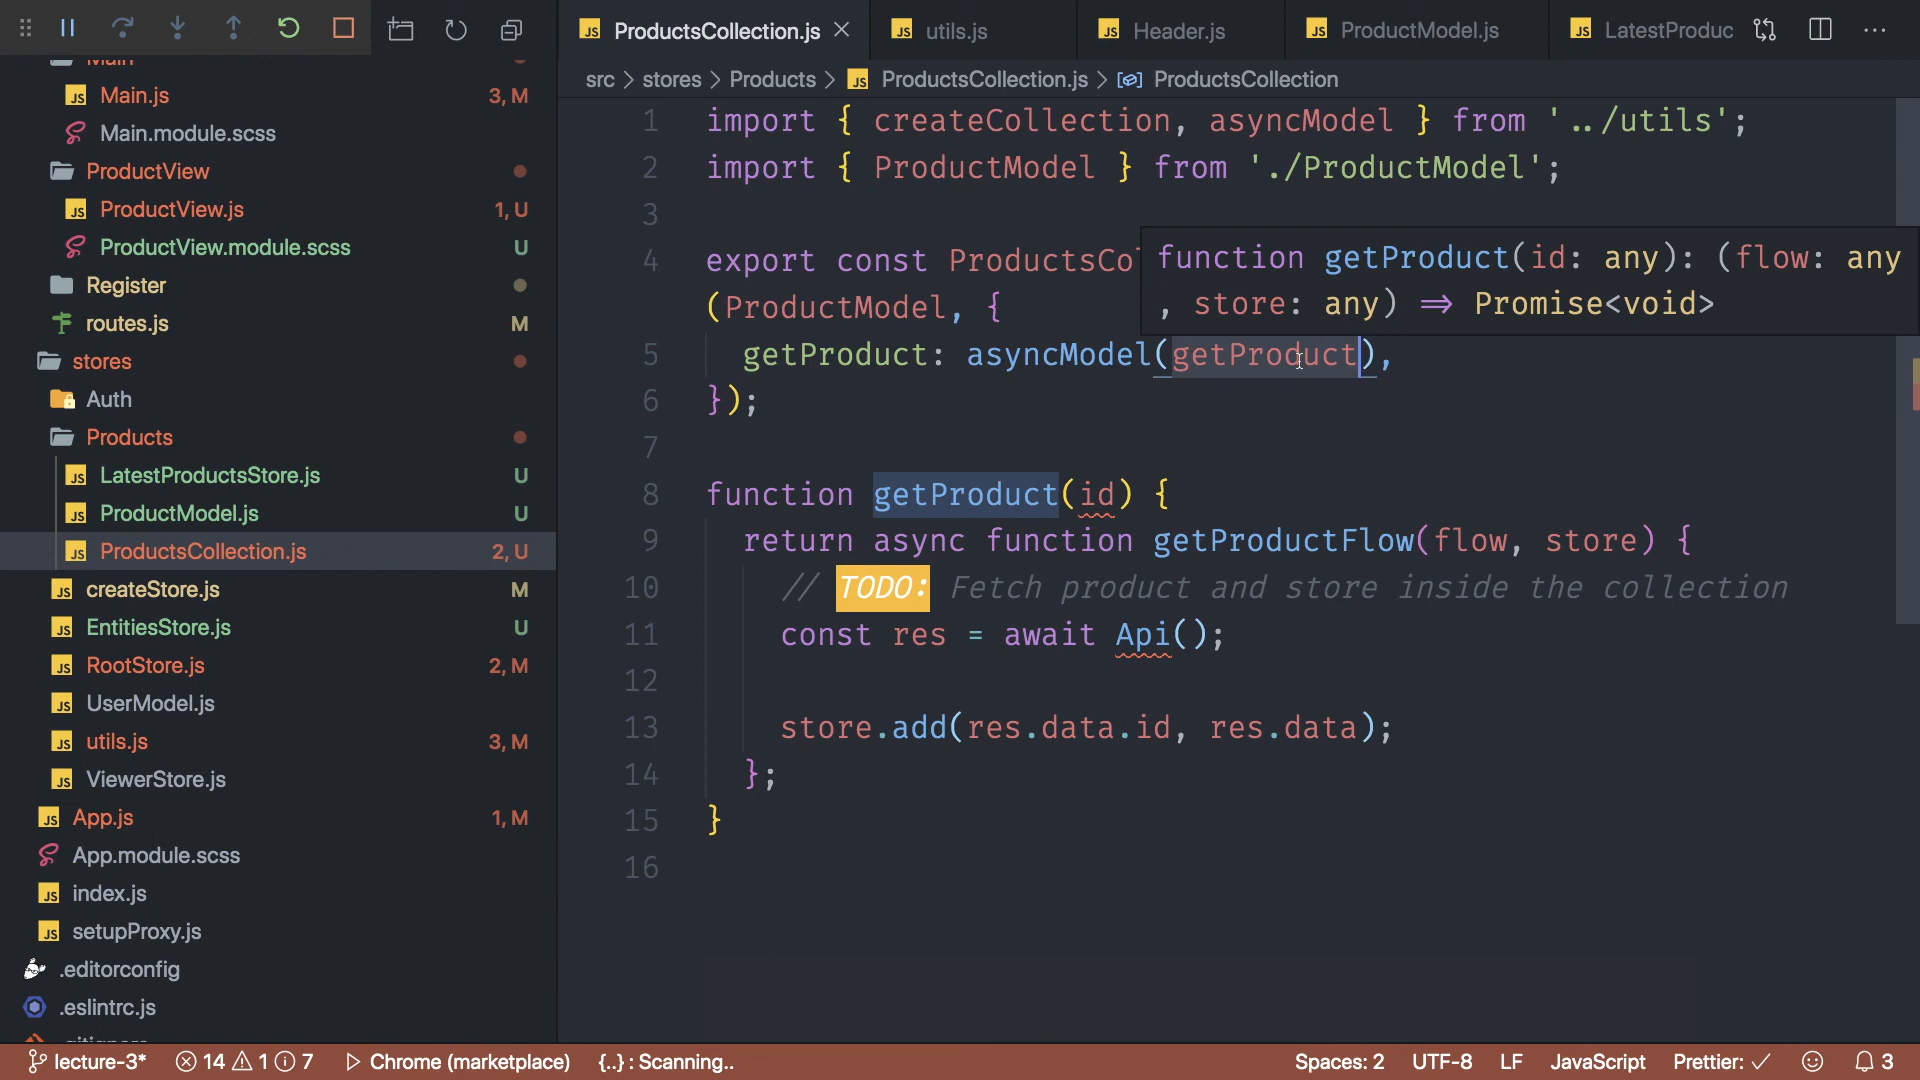 ProductsCollection.js
utils.js
Header.js
ProductModel.js
LatestProduc
src > stores > Products > ProductsCollection.js > ProductsCollection
Main
Main.js 3, M
Main.module.scss
ProductView
ProductView.js 1, U
ProductView.module.scss U
Register
routes.js M
stores
Auth
Products
LatestProductsStore.js U
ProductModel.js U
ProductsCollection.js 2, U
createStore.js M
EntitiesStore.js U
RootStore.js 2, M
UserModel.js
utils.js 3, M
ViewerStore.js
App.js 1, M
App.module.scss
index.js
setupProxy.js
.editorconfig
.eslintrc.js
1 import { createCollection, asyncModel } from '../utils';
2 import { ProductModel } from './ProductModel';
3
4 export const ProductsCo
(ProductModel, {
function getProduct(id: any): (flow: any
, store: any) => Promise<void>
5 getProduct: asyncModel(getProduct),
6 });
7
8 function getProduct(id) {
9 return async function getProductFlow(flow, store) {
10 // TODO: Fetch product and store inside the collection
11 const res = await Api();
12
13 store.add(res.data.id, res.data);
14 };
15 }
16
lecture-3* 14 1 7 Chrome (marketplace) {..} : Scanning.. Spaces: 2 UTF-8 LF JavaScript Prettier: ✓ 3